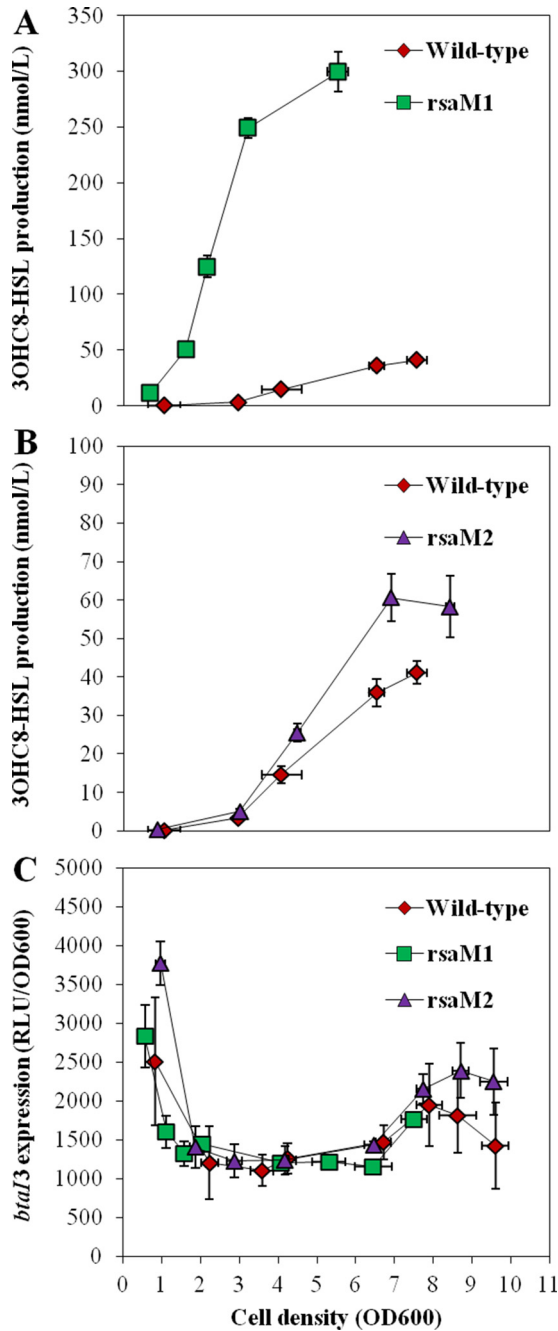 A
3OHC8-HSL production (nmol/L)
350
300
250
200
150
100
50
0
Wild-type
rsaM1
B
3OHC8-HSL production (nmol/L)
100
90
80
70
60
50
40
30
20
10
0
Wild-type
rsaM2
C
btaI3 expression (RLU/OD600)
5000
4500
4000
3500
3000
2500
2000
1500
1000
500
0
Wild-type
rsaM1
rsaM2
0 1 2 3 4 5 6 7 8 9 10 11
Cell density (OD600)